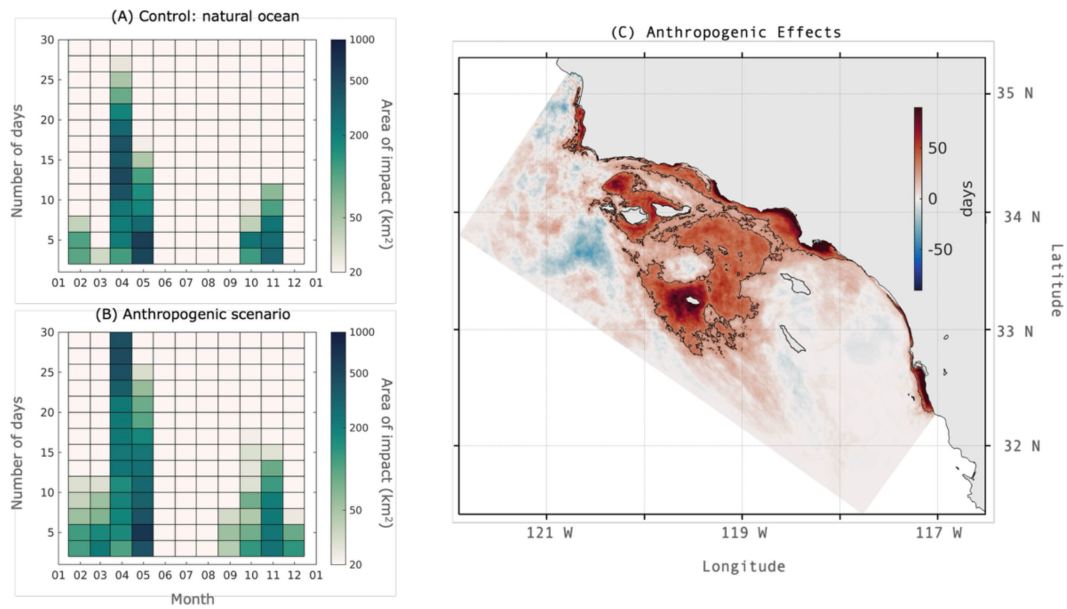 (A) Control: natural ocean
30
25
20
15
10
5
Number of days
01 02 03 04 05 06 07 08 09 10 11 12 01
1000
500
200
50
20
Area of impact (km²)
(B) Anthropogenic scenario
30
25
20
15
10
5
Number of days
01 02 03 04 05 06 07 08 09 10 11 12 01
Month
1000
500
200
50
20
Area of impact (km²)
(C) Anthropogenic Effects
50
0
-50
days
35 N
34 N
33 N
32 N
Latitude
121 W 119 W 117 W
Longitude